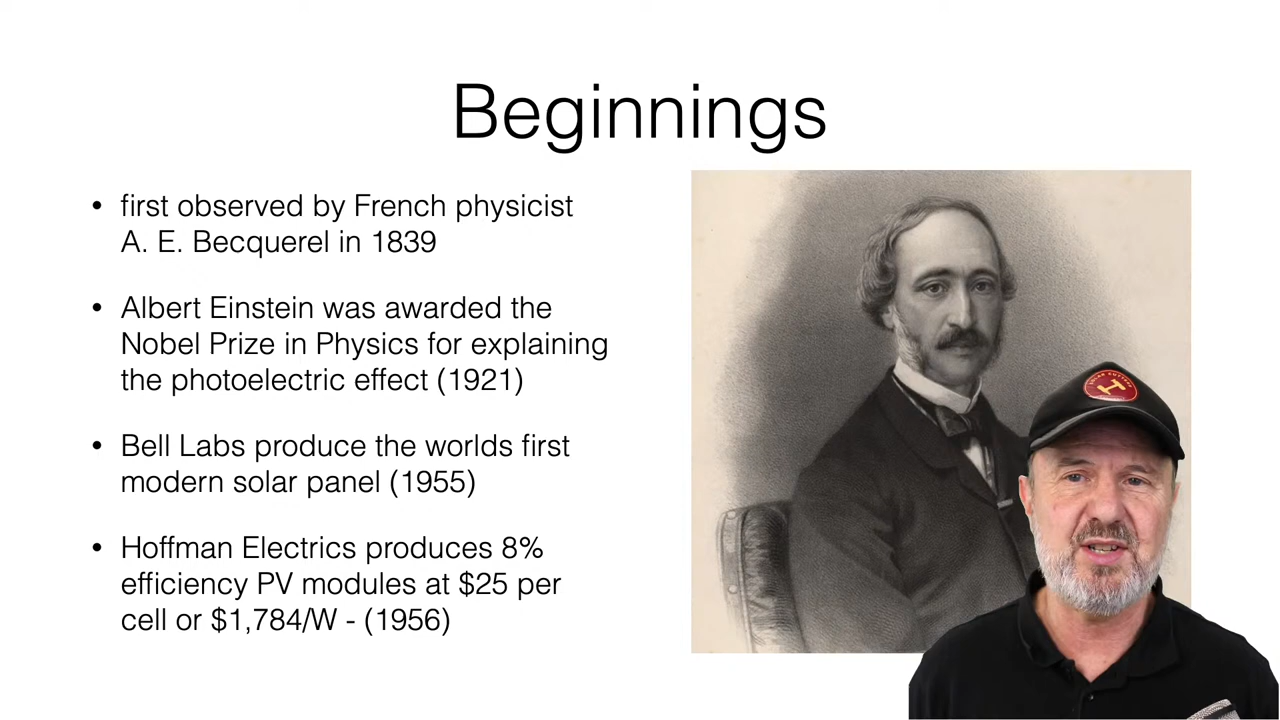 Beginnings
• first observed by French physicist
A. E. Becquerel in 1839
• Albert Einstein was awarded the
Nobel Prize in Physics for explaining
the photoelectric effect (1921)
• Bell Labs produce the worlds first
modern solar panel (1955)
• Hoffman Electrics produces 8%
efficiency PV modules at $25 per
cell or $1,784/W - (1956)